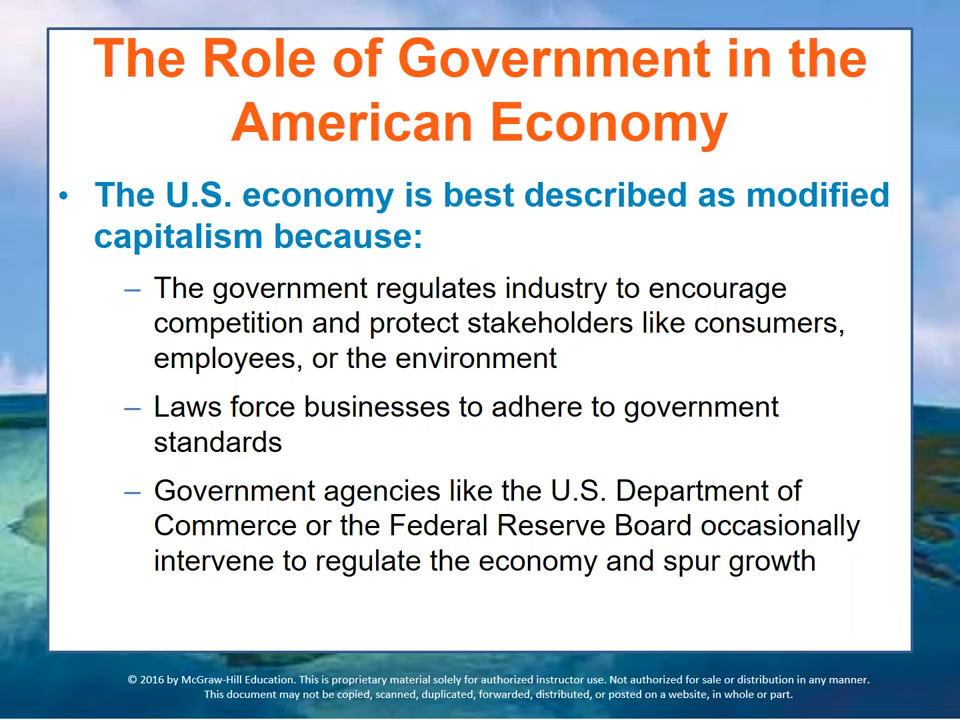 The Role of Government in the
American Economy
• The U.S. economy is best described as modified
capitalism because:
– The government regulates industry to encourage
competition and protect stakeholders like consumers,
employees, or the environment
– Laws force businesses to adhere to government
standards
– Government agencies like the U.S. Department of
Commerce or the Federal Reserve Board occasionally
intervene to regulate the economy and spur growth
© 2016 by McGraw-Hill Education. This is proprietary material solely for authorized instructor use. Not authorized for sale or distribution in any manner.
This document may not be copied, scanned, duplicated, forwarded, distributed, or posted on a website, in whole or part.